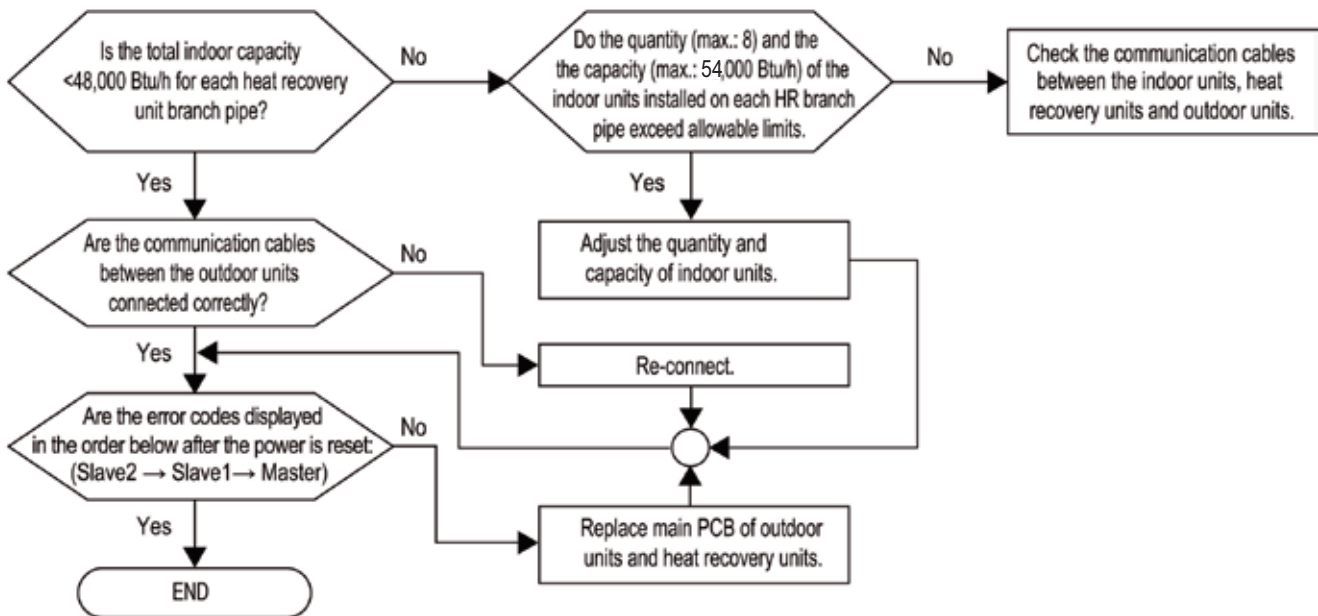 Is the total indoor capacity
<48,000 Btu/h for each heat recovery
unit branch pipe?
No
Do the quantity (max.: 8) and the
the capacity (max.: 54,000 Btu/h) of the
indoor units installed on each HR branch
pipe exceed allowable limits.
No
Check the communication cables
between the indoor units, heat
recovery units and outdoor units.
Yes
Yes
Are the communication cables
between the outdoor units
connected correctly?
No
Adjust the quantity and
capacity of indoor units.
Yes
Re-connect.
Are the error codes displayed
in the order below after the power is reset:
(Slave2 → Slave1→ Master)
No
Yes
Replace main PCB of outdoor
units and heat recovery units.
END